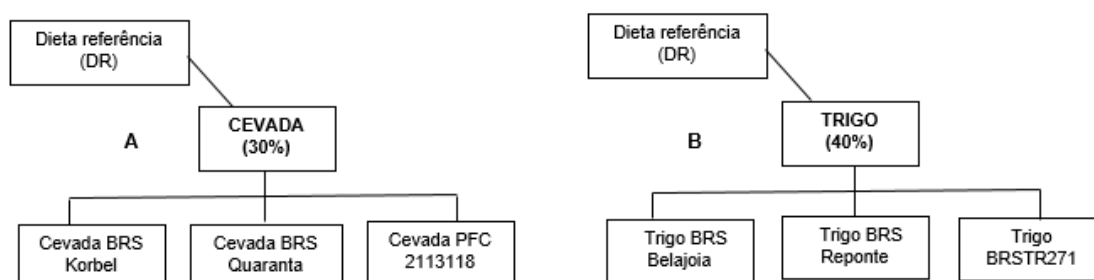 Dieta referência
(DR)
CEVADA
(30%)
A
Cevada BRS
Korbel
Cevada BRS
Quaranta
Cevada PFC
2113118
Dieta referência
(DR)
TRIGO
(40%)
B
Trigo BRS
Belajoia
Trigo BRS
Reponte
Trigo
BRSTR271